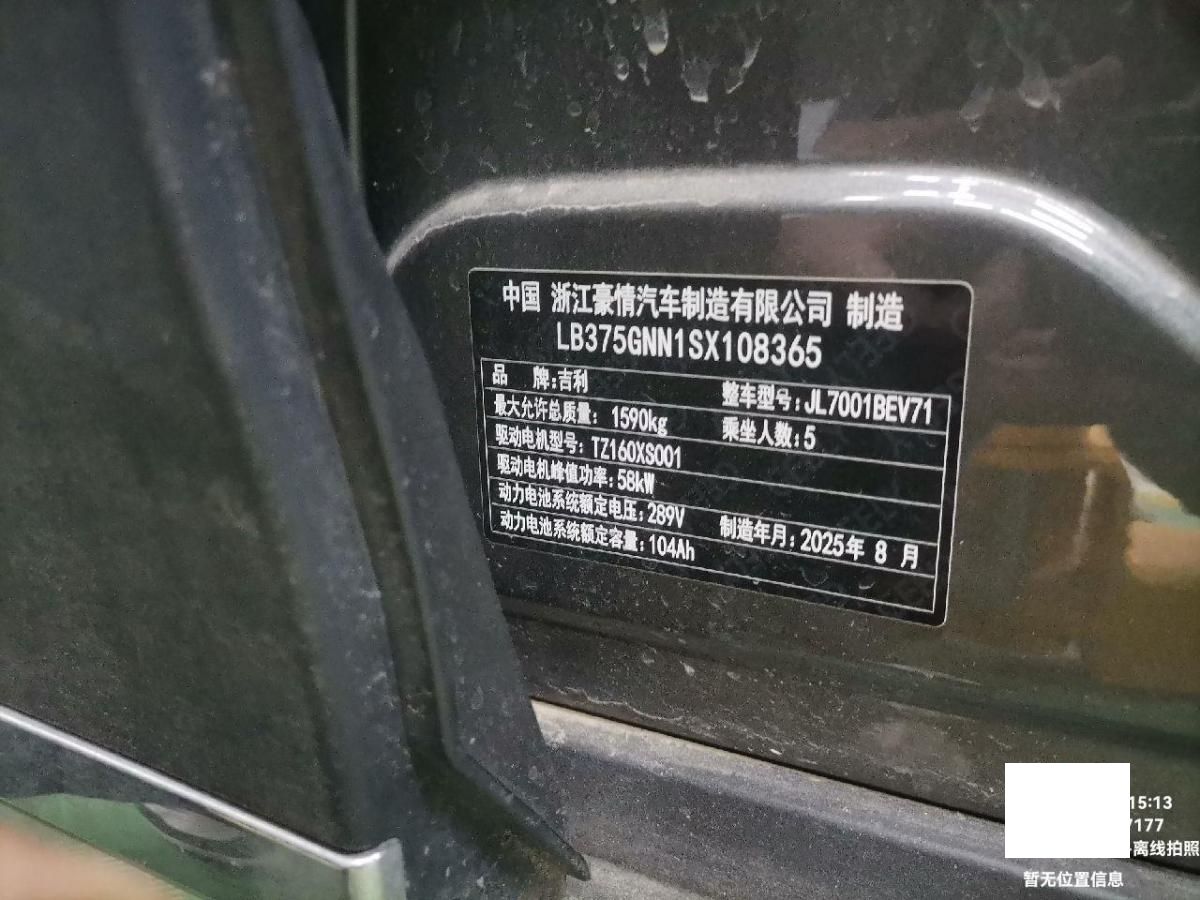 中国 浙江豪情汽车制造有限公司 制造
LB375GNN1SX108365
品 牌:吉利 整车型号:JL7001BEV71
最大允许总质量: 1590kg 乘坐人数:5
驱动电机型号: TZ160XS001
驱动电机峰值功率:58kW
动力电池系统额定电压:289V 制造年月:2025年 8 月
动力电池系统额定容量:104Ah
15:13
7177
离线拍照
暂无位置信息